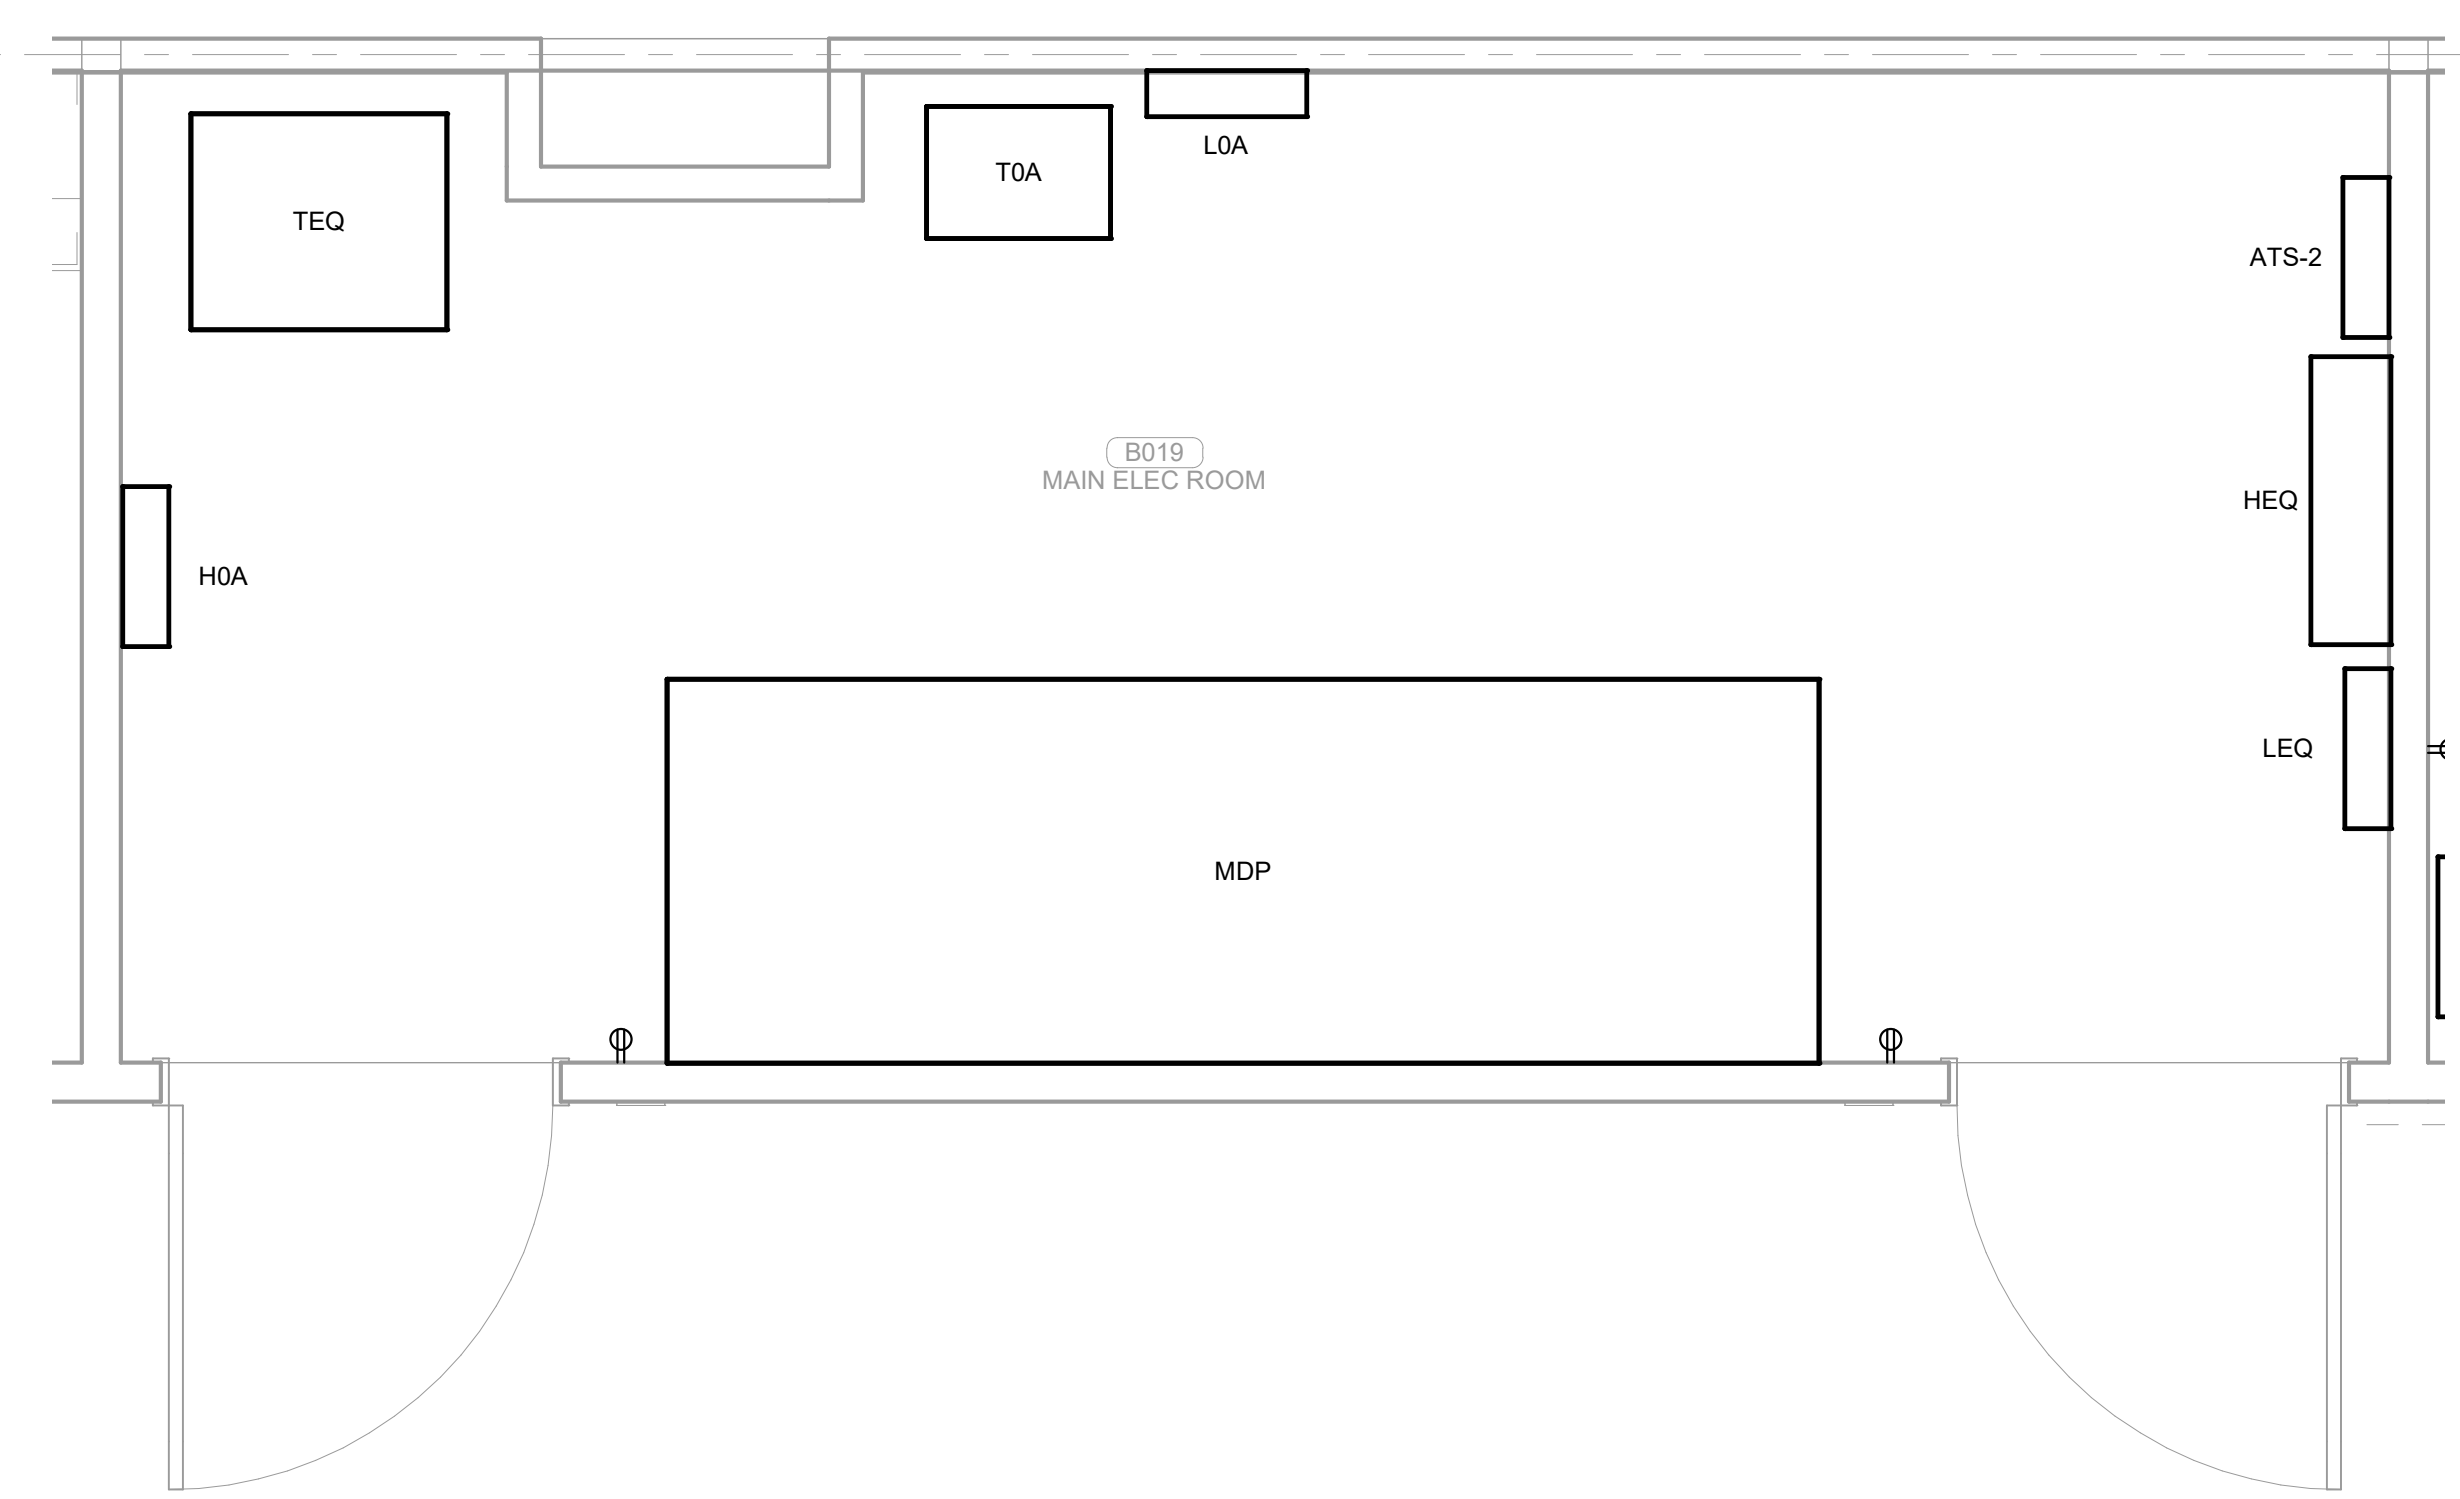 L0A
T0A
TEQ
ATS-2
B019
MAIN ELEC ROOM
HEQ
H0A
LEQ
MDP